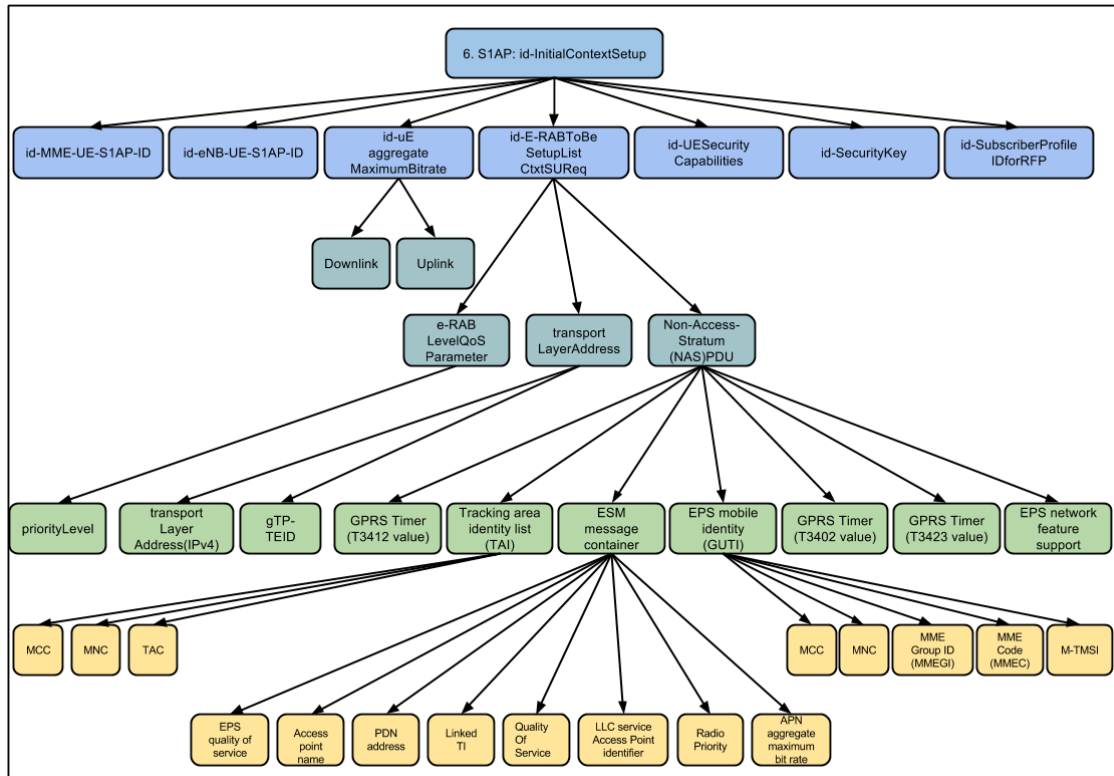 6. S1AP: id-InitialContextSetup
id-MME-UE-S1AP-ID
id-eNB-UE-S1AP-ID
id-uE
aggregate
MaximumBitrate
id-E-RABToBe
SetupList
CtxtSUReq
id-UESecurity
Capabilities
id-SecurityKey
id-SubscriberProfile
IDforRFP
Downlink
Uplink
e-RAB
LevelQoS
Parameter
transport
LayerAddress
Non-Access-
Stratum
(NAS)PDU
priorityLevel
transport
Layer
Address(IPv4)
gTP-
TEID
GPRS Timer
(T3412 value)
Tracking area
identity list
(TAI)
ESM
message
container
EPS mobile
identity
(GUTI)
GPRS Timer
(T3402 value)
GPRS Timer
(T3423 value)
EPS network
feature
support
MCC
MNC
TAC
MCC
MNC
MME
Group ID
(MMEGI)
MME
Code
(MMEC)
M-TMSI
EPS
quality of
service
Access
point
name
PDN
address
Linked
TI
Quality
Of
Service
LLC service
Access Point
identifier
Radio
Priority
APN
aggregate
maximum
bit rate